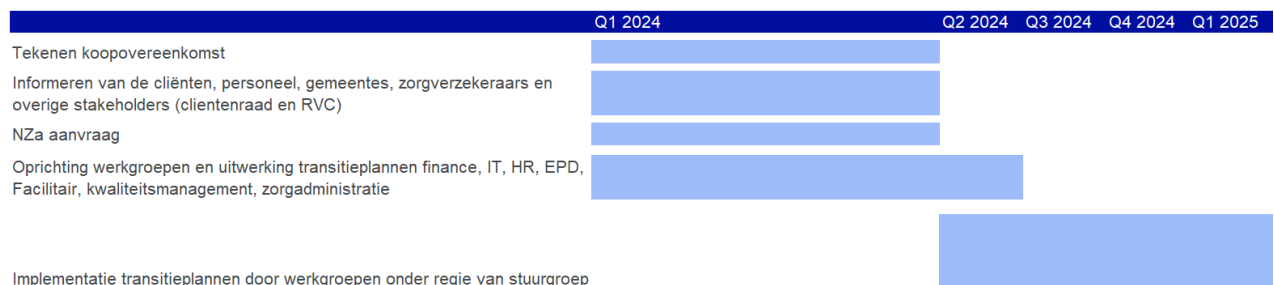 Q1 2024 Q2 2024 Q3 2024 Q4 2024 Q1 2025
Tekenen koopovereenkomst
Informeren van de cliënten, personeel, gemeentes, zorgverzekeraars en
overige stakeholders (clientenraad en RVC)
NZa aanvraag
Oprichting werkgroepen en uitwerking transitieplannen finance, IT, HR, EPD,
Facilitair, kwaliteitsmanagement, zorgadministratie
Implementatie transitieplannen door werkgroepen onder regie van stuurgroep